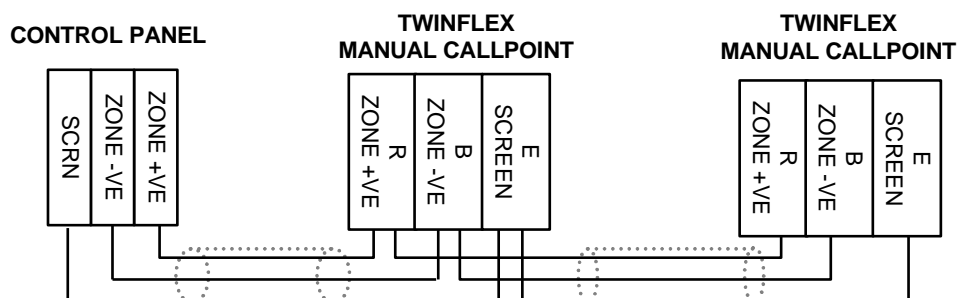 CONTROL PANEL
TWINFLEX
MANUAL CALLPOINT
TWINFLEX
MANUAL CALLPOINT
SCRN
ZONE -VE
ZONE +VE
R
ZONE +VE
B
ZONE -VE
E
SCREEN
R
ZONE +VE
B
ZONE -VE
E
SCREEN